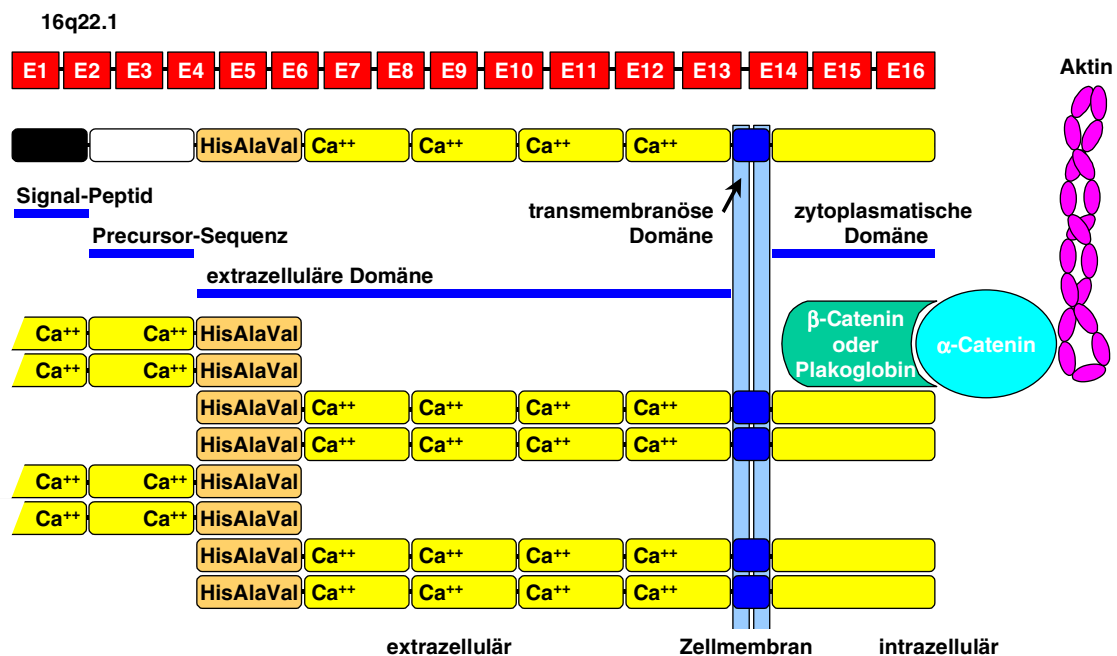 16q22.1
E1 E2 E3 E4 E5 E6 E7 E8 E9 E10 E11 E12 E13 E14 E15 E16
Aktin
HisAlaVal Ca++ Ca++ Ca++ Ca++
Signal-Peptid
transmembranöse
Domäne
zytoplasmatische
Domäne
Precursor-Sequenz
extrazelluläre Domäne
Ca++ Ca++ HisAlaVal
Ca++ Ca++ HisAlaVal
β-Catenin
oder
Plakoglobin
α-Catenin
HisAlaVal Ca++ Ca++ Ca++ Ca++
HisAlaVal Ca++ Ca++ Ca++ Ca++
Ca++ Ca++ HisAlaVal
Ca++ Ca++ HisAlaVal
HisAlaVal Ca++ Ca++ Ca++ Ca++
HisAlaVal Ca++ Ca++ Ca++ Ca++
extrazellulär Zellmembran intrazellulär